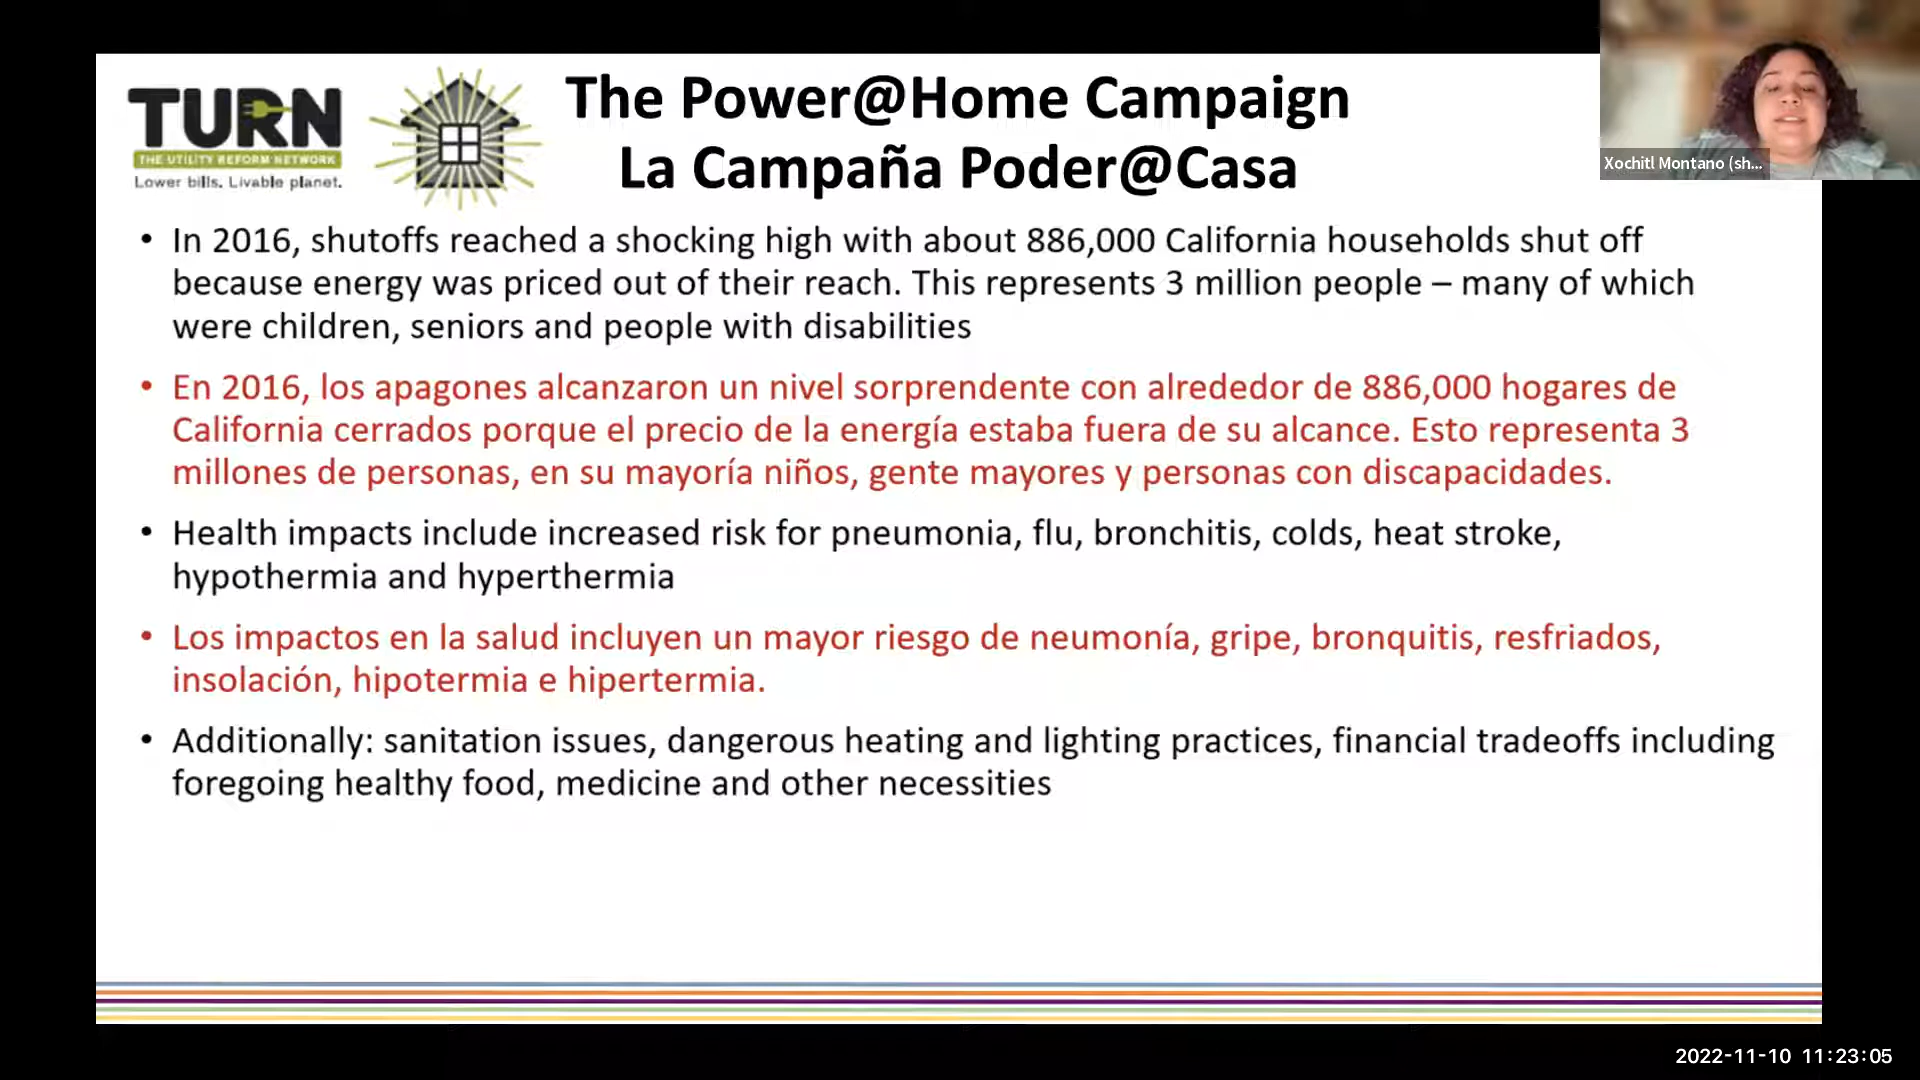 TURN
THE UTILITY REFORM NETWORK
Lower bills. Livable planet.
The Power@Home Campaign
La Campaña Poder@Casa
Xochitl Montano (sh...
• In 2016, shutoffs reached a shocking high with about 886,000 California households shut off
because energy was priced out of their reach. This represents 3 million people – many of which
were children, seniors and people with disabilities
• En 2016, los apagones alcanzaron un nivel sorprendente con alrededor de 886,000 hogares de
California cerrados porque el precio de la energía estaba fuera de su alcance. Esto representa 3
millones de personas, en su mayoría niños, gente mayores y personas con discapacidades.
• Health impacts include increased risk for pneumonia, flu, bronchitis, colds, heat stroke,
hypothermia and hyperthermia
• Los impactos en la salud incluyen un mayor riesgo de neumonía, gripe, bronquitis, resfriados,
insolación, hipotermia e hipertermia.
• Additionally: sanitation issues, dangerous heating and lighting practices, financial tradeoffs including
foregoing healthy food, medicine and other necessities
2022-11-10 11:23:05